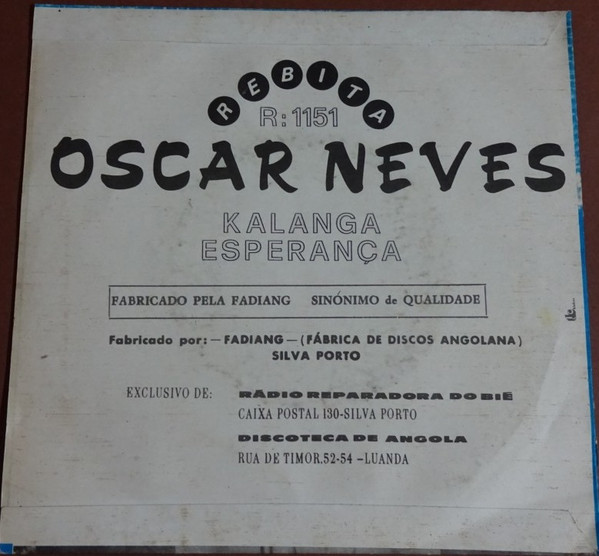 REBITA
R:1151
OSCAR NEVES
KALANGA
ESPERANÇA
FABRICADO PELA FADIANG SINÓNIMO de QUALIDADE
Fabricado por: — FADIANG — (FÁBRICA DE DISCOS ANGOLANA)
SILVA PORTO
EXCLUSIVO DE: RÁDIO REPARADORA DO BIÉ
CAIXA POSTAL 130-SILVA PORTO
DISCOTECA DE ANGOLA
RUA DE TIMOR.52-54 –LUANDA